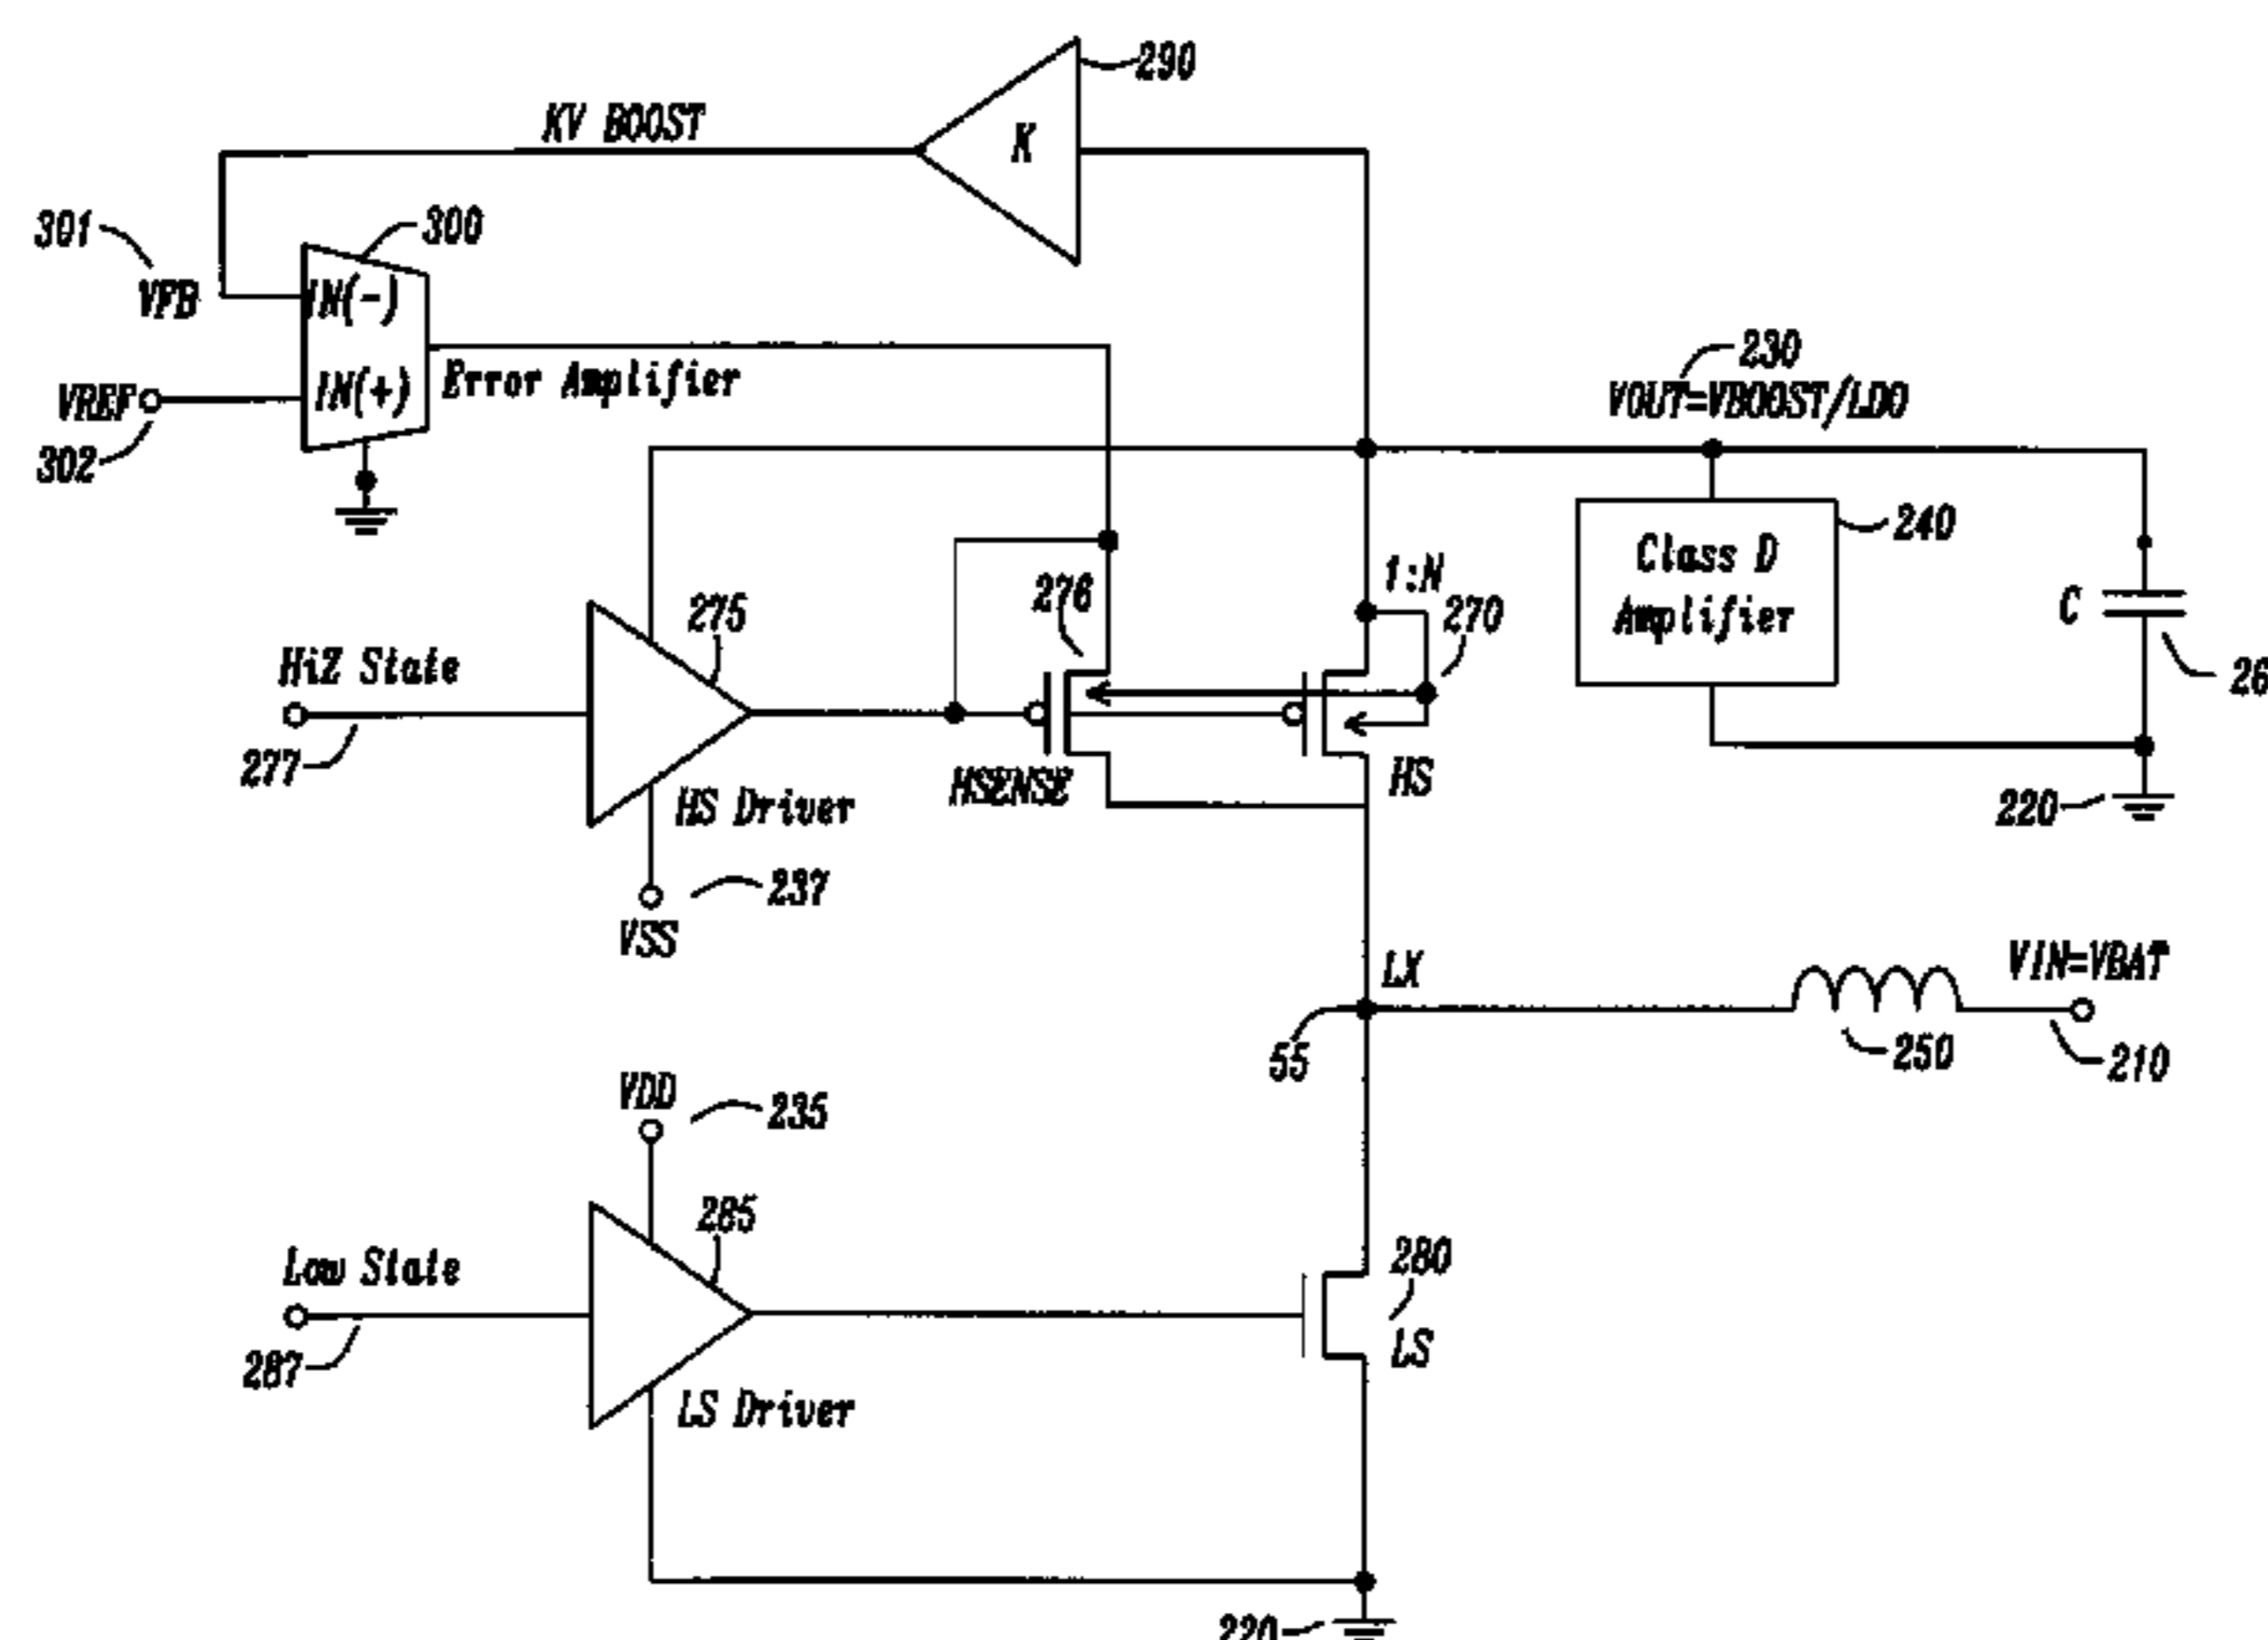 290
KV BOOST
K
301
300
VFB
IN(-)
230
VOUT=VBOOST/LDO
VREF
IN(+)
Error Amplifier
302
240
Class D
Amplifier
1:N
276
275
270
C
HiZ State
26
277
HSENSE
HS
HS Driver
220
237
VSS
LX
VIN=VBAT
55
250
210
VDD
235
285
280
Low State
LS
287
LS Driver
220